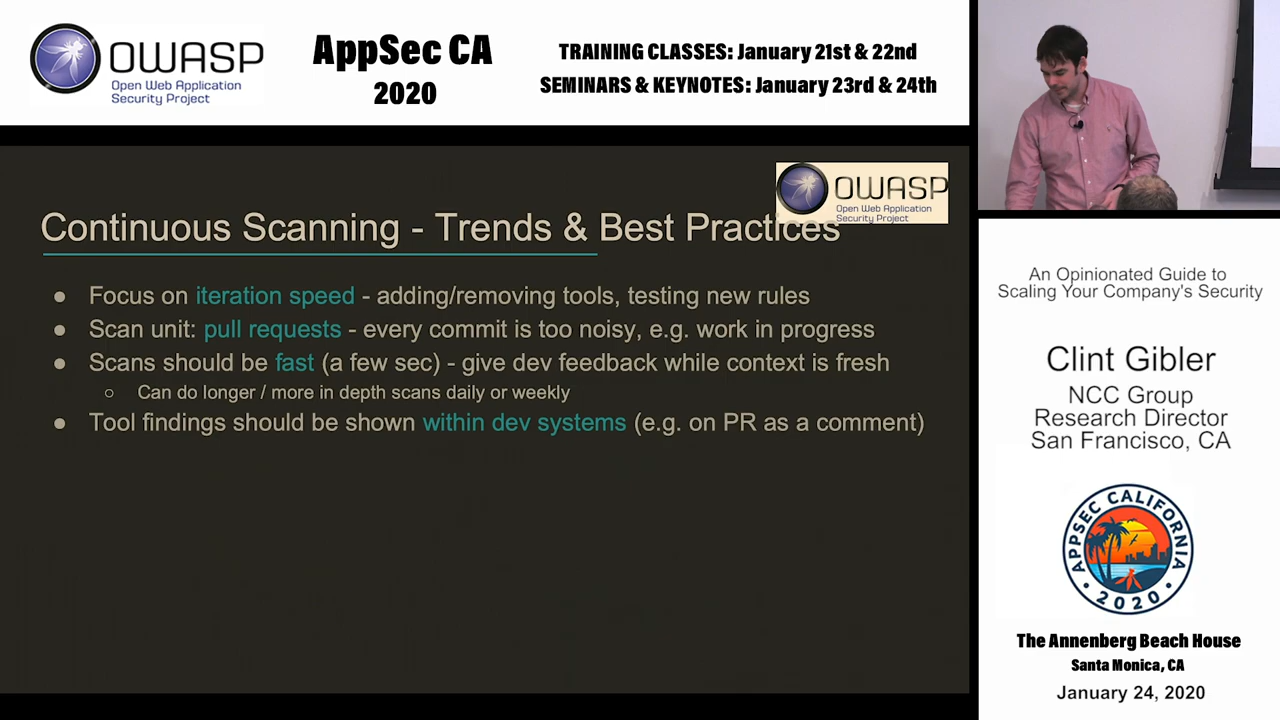 OWASP
Open Web Application
Security Project
AppSec CA
2020
TRAINING CLASSES: January 21st & 22nd
SEMINARS & KEYNOTES: January 23rd & 24th
OWASP
Open Web Application
Security Project
Continuous Scanning - Trends & Best Practices
● Focus on iteration speed - adding/removing tools, testing new rules
● Scan unit: pull requests - every commit is too noisy, e.g. work in progress
● Scans should be fast (a few sec) - give dev feedback while context is fresh
○ Can do longer / more in depth scans daily or weekly
● Tool findings should be shown within dev systems (e.g. on PR as a comment)
An Opinionated Guide to
Scaling Your Company's Security
Clint Gibler
NCC Group
Research Director
San Francisco, CA
APPSEC CALIFORNIA
2020
The Annenberg Beach House
Santa Monica, CA
January 24, 2020